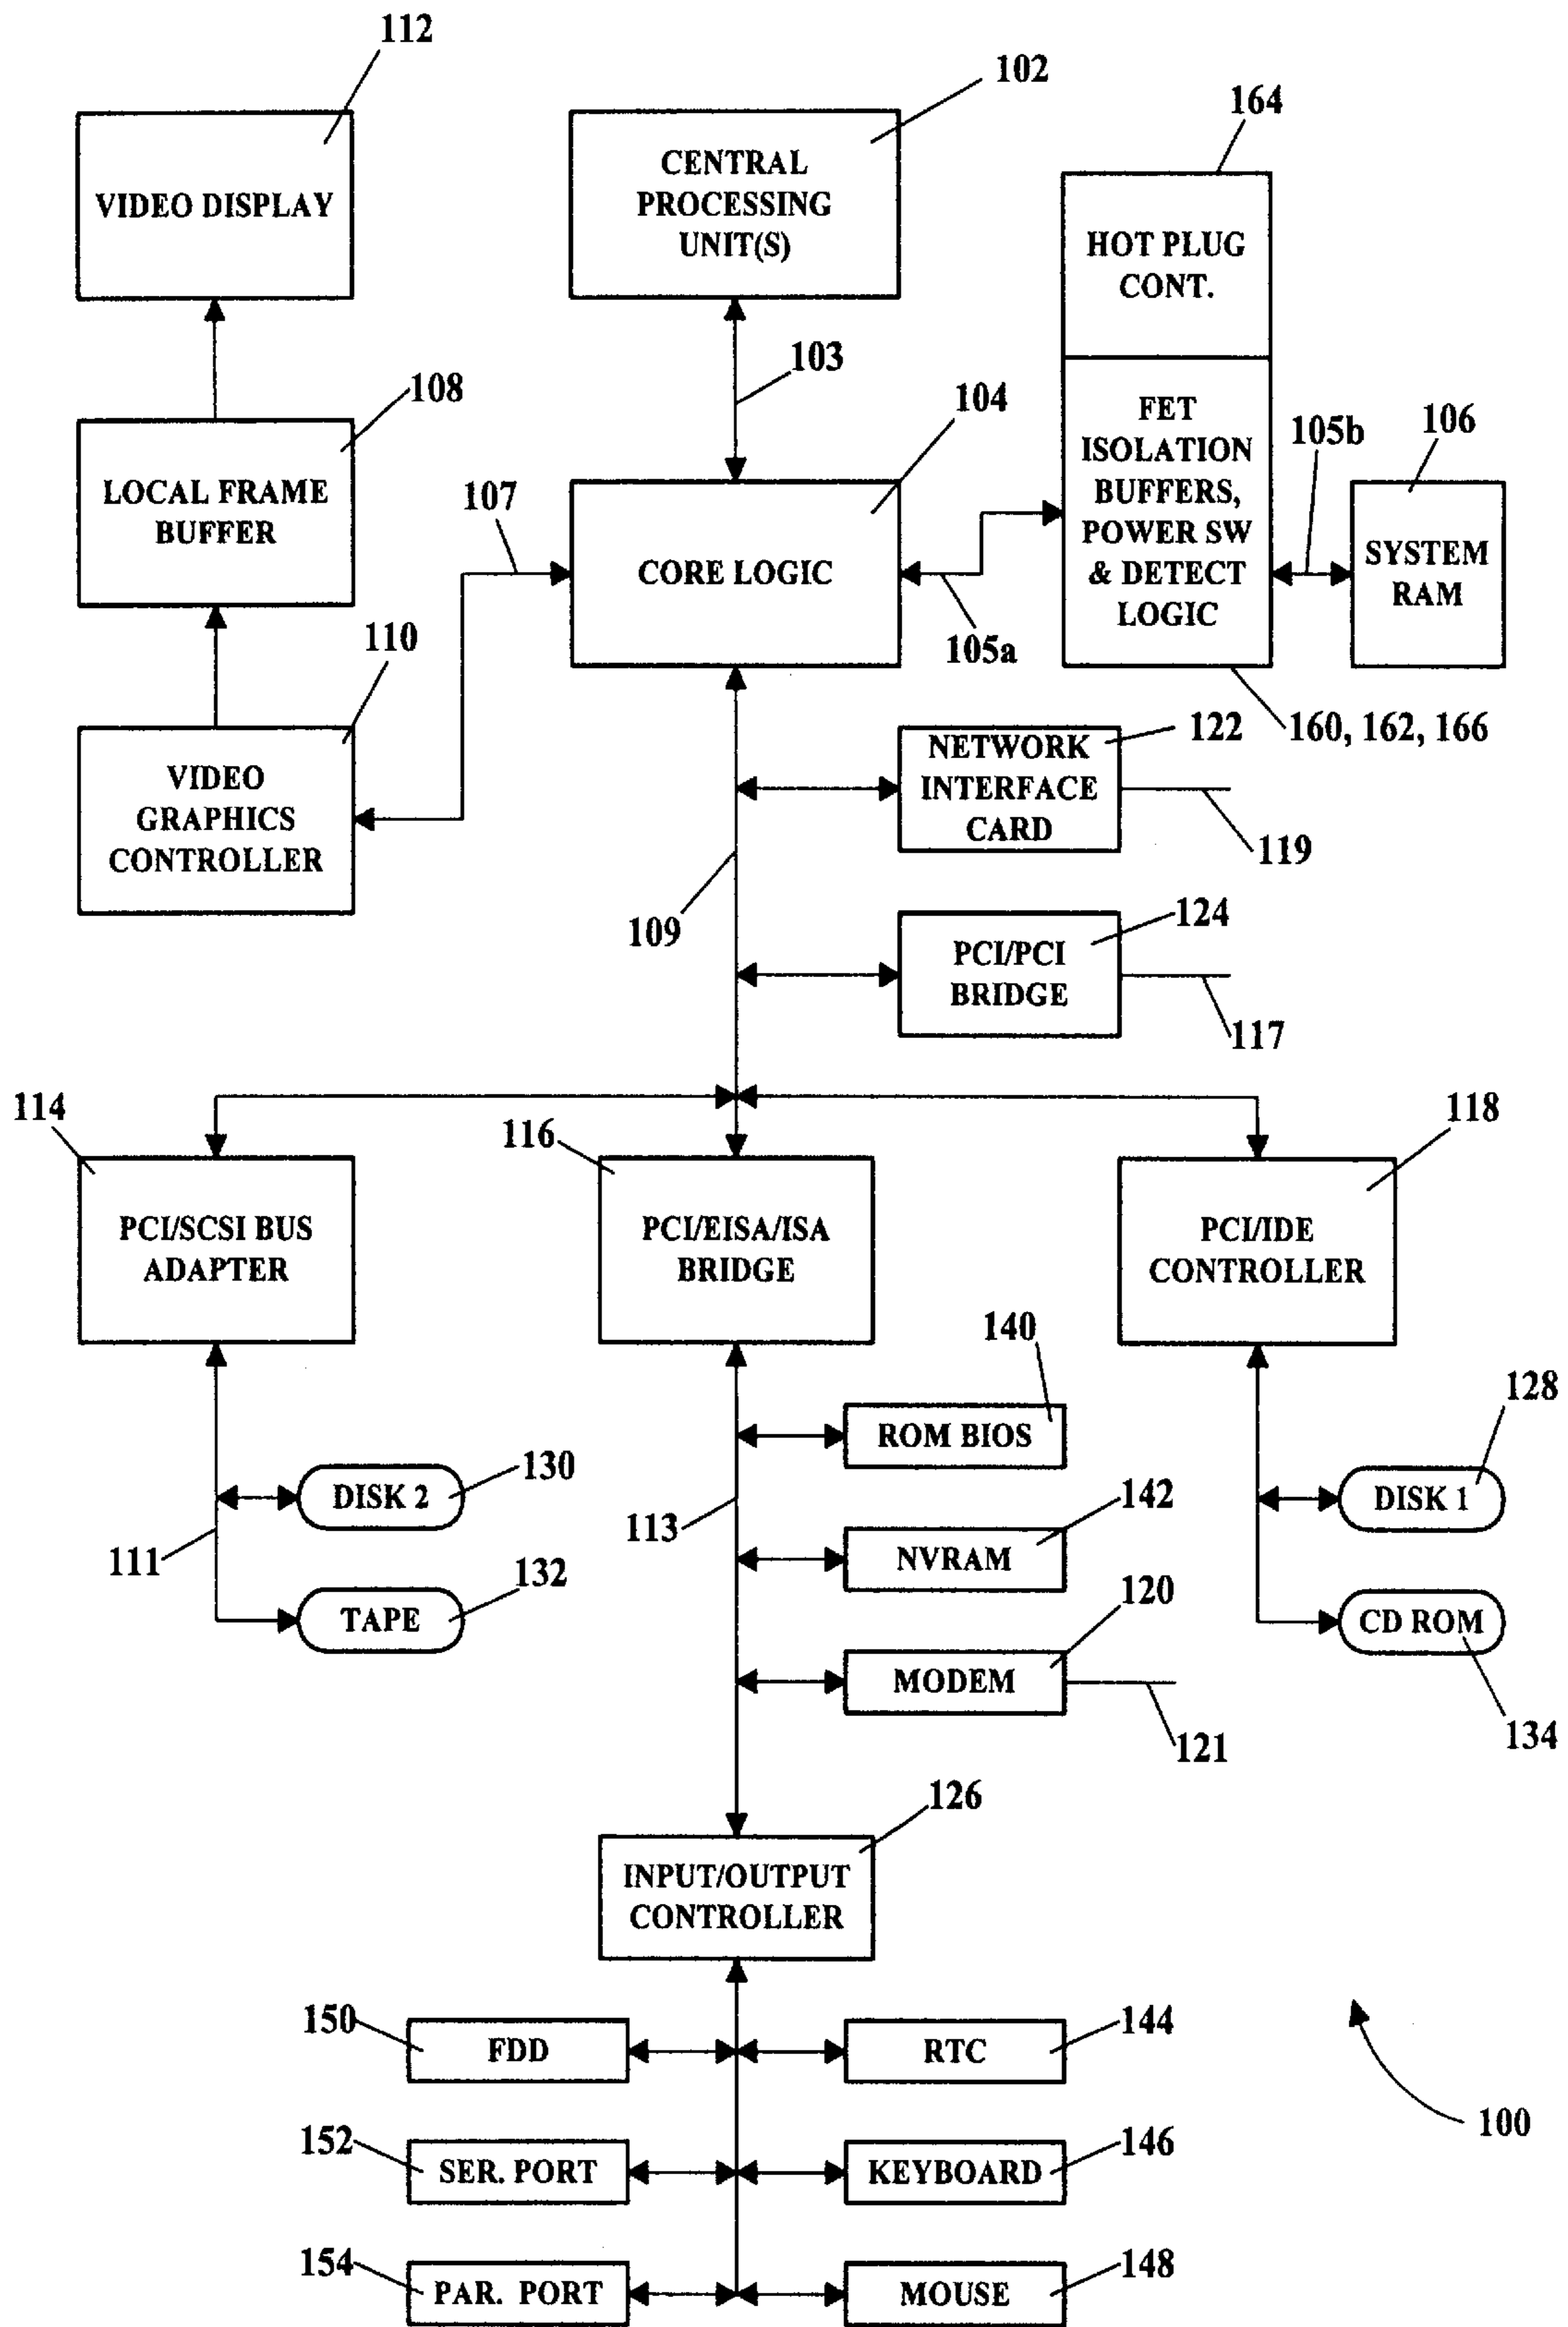 112
102
164
VIDEO DISPLAY
CENTRAL
PROCESSING
UNIT(S)
HOT PLUG
CONT.
103
108
104
FET
ISOLATION
BUFFERS,
POWER SW
& DETECT
LOGIC
105b
106
LOCAL FRAME
BUFFER
107
CORE LOGIC
SYSTEM
RAM
105a
110
160, 162, 166
122
NETWORK
INTERFACE
CARD
VIDEO
GRAPHICS
CONTROLLER
119
109
124
PCI/PCI
BRIDGE
117
114
116
118
PCI/SCSI BUS
ADAPTER
PCI/EISA/ISA
BRIDGE
PCI/IDE
CONTROLLER
140
ROM BIOS
128
130
DISK 2
DISK 1
142
113
NVRAM
111
132
TAPE
120
CD ROM
MODEM
134
121
126
INPUT/OUTPUT
CONTROLLER
150
FDD
144
RTC
100
152
SER. PORT
146
KEYBOARD
154
PAR. PORT
148
MOUSE